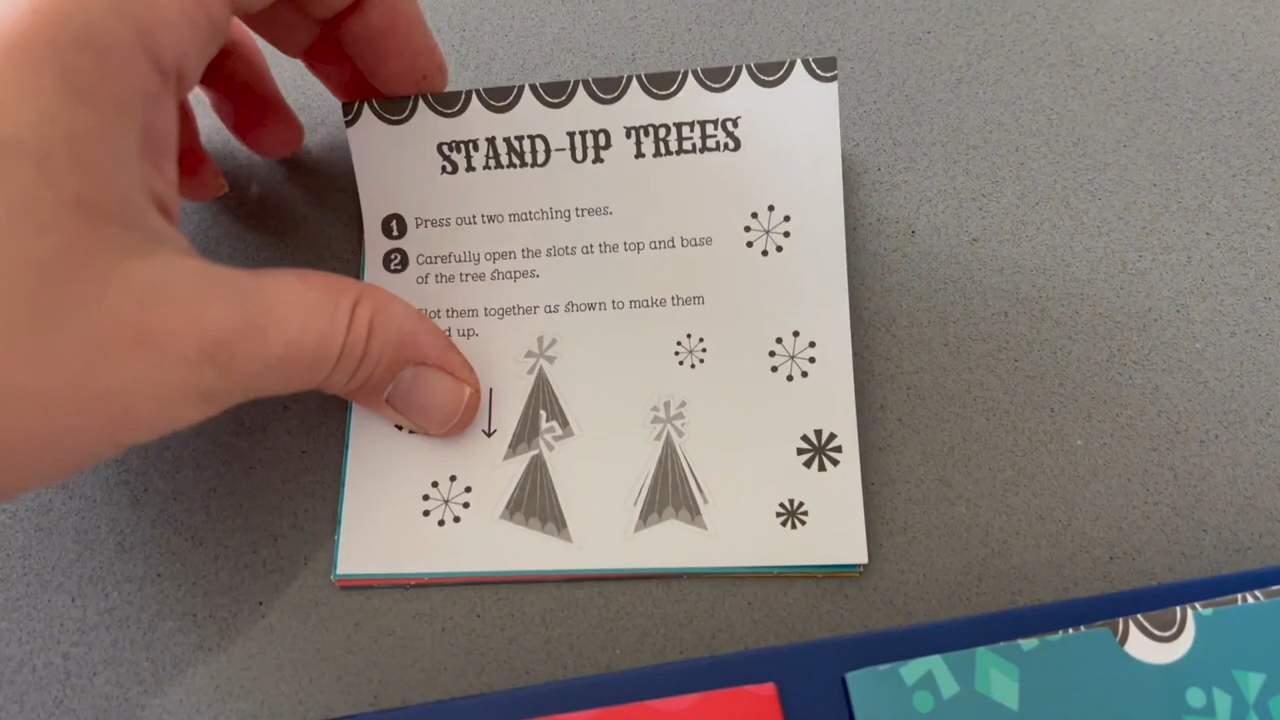 STAND-UP TREES
1 Press out two matching trees.
2 Carefully open the slots at the top and base
of the tree shapes.
Slot them together as shown to make them
up.